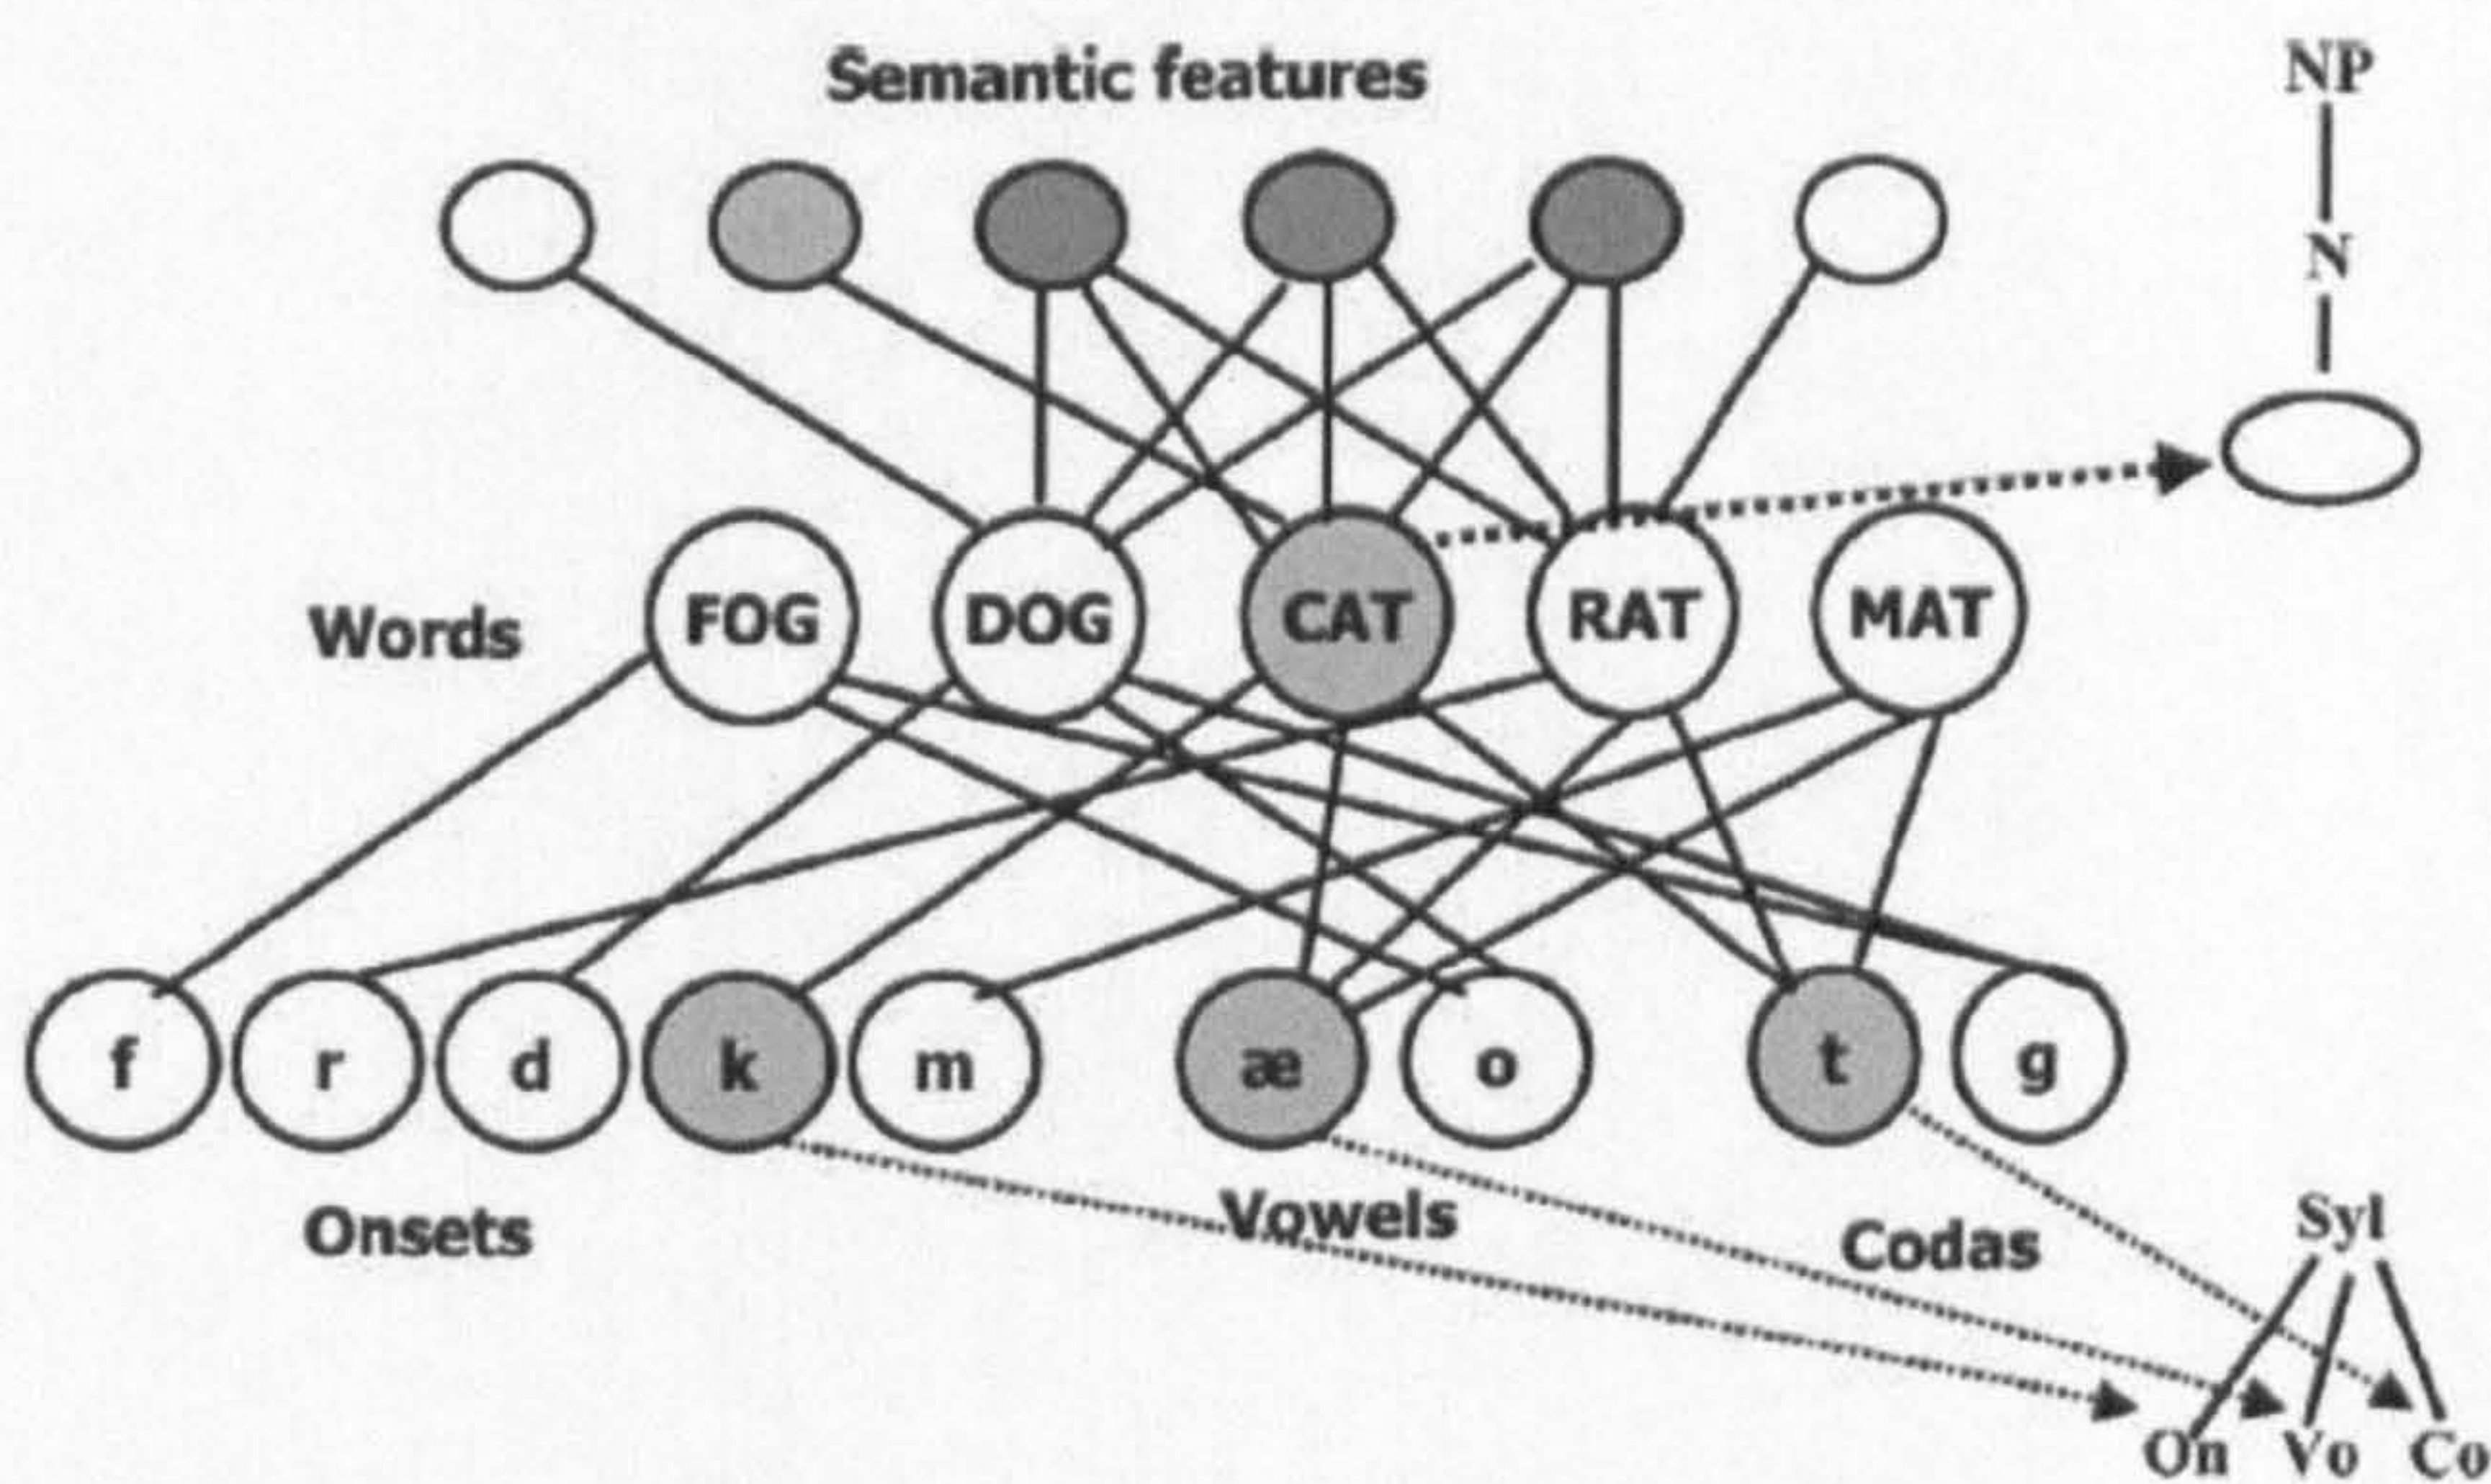 Semantic features
NP
N
Words
FOG
DOG
CAT
RAT
MAT
f
r
d
k
m
æ
o
t
g
Onsets
Vowels
Codas
Syl
On
Vo
Co